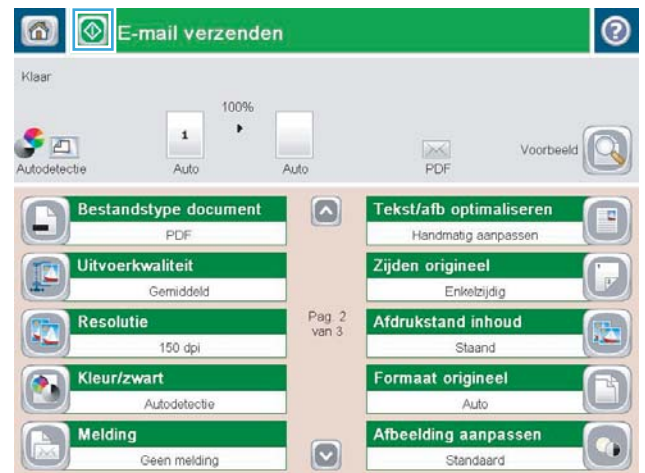 E-mail verzenden
Klaar
100%
1
Autodetectie
Auto
Auto
PDF
Voorbeeld
Bestandstype document
PDF
Uitvoerkwaliteit
Gemiddeld
Resolutie
150 dpi
Kleur/zwart
Autodetectie
Melding
Geen melding
Pag. 2
van 3
Tekst/afb optimaliseren
Handmatig aanpassen
Zijden origineel
Enkelzijdig
Afdrukstand inhoud
Staand
Formaat origineel
Auto
Afbeelding aanpassen
Standaard